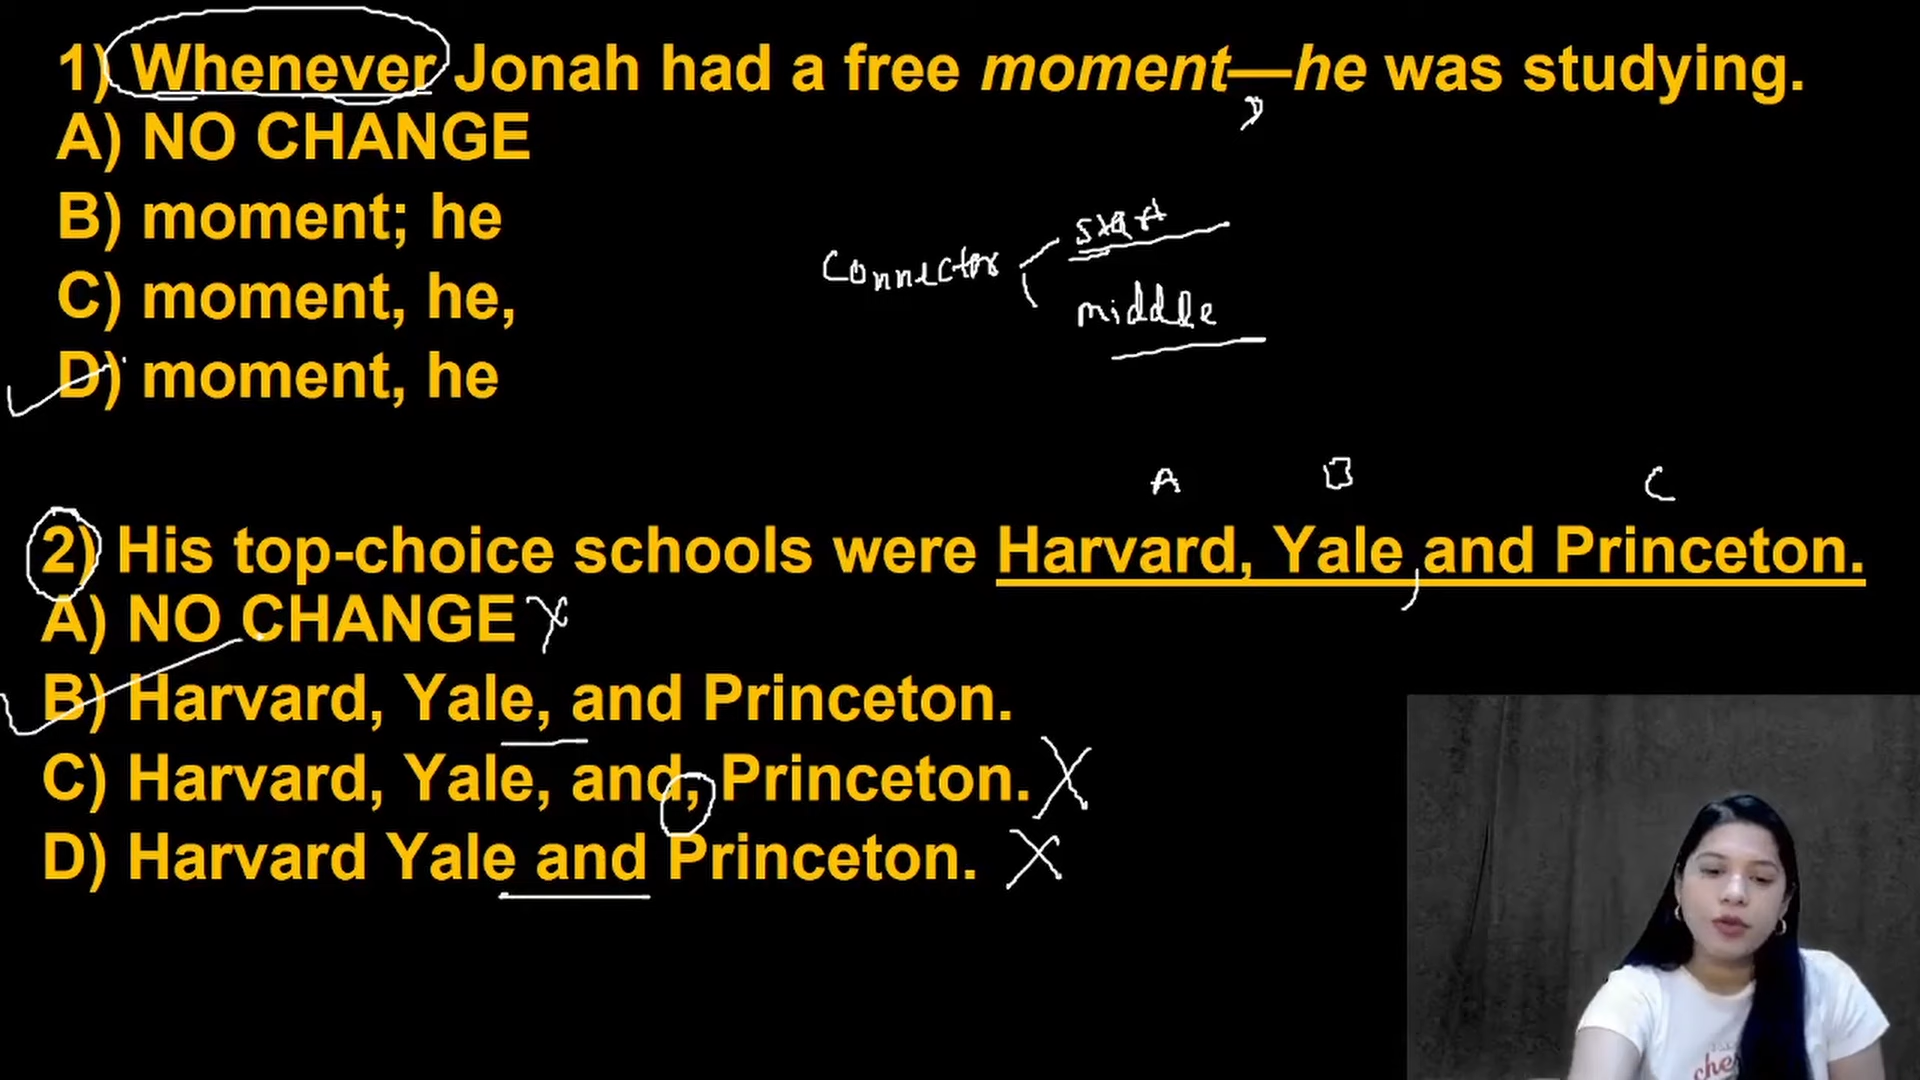 1) Whenever Jonah had a free moment—he was studying.
A) NO CHANGE
B) moment; he
C) moment, he,
D) moment, he
connector
start
middle
A B C
2) His top-choice schools were Harvard, Yale and Princeton.
A) NO CHANGE X
B) Harvard, Yale, and Princeton.
C) Harvard, Yale, and, Princeton. X
D) Harvard Yale and Princeton. X